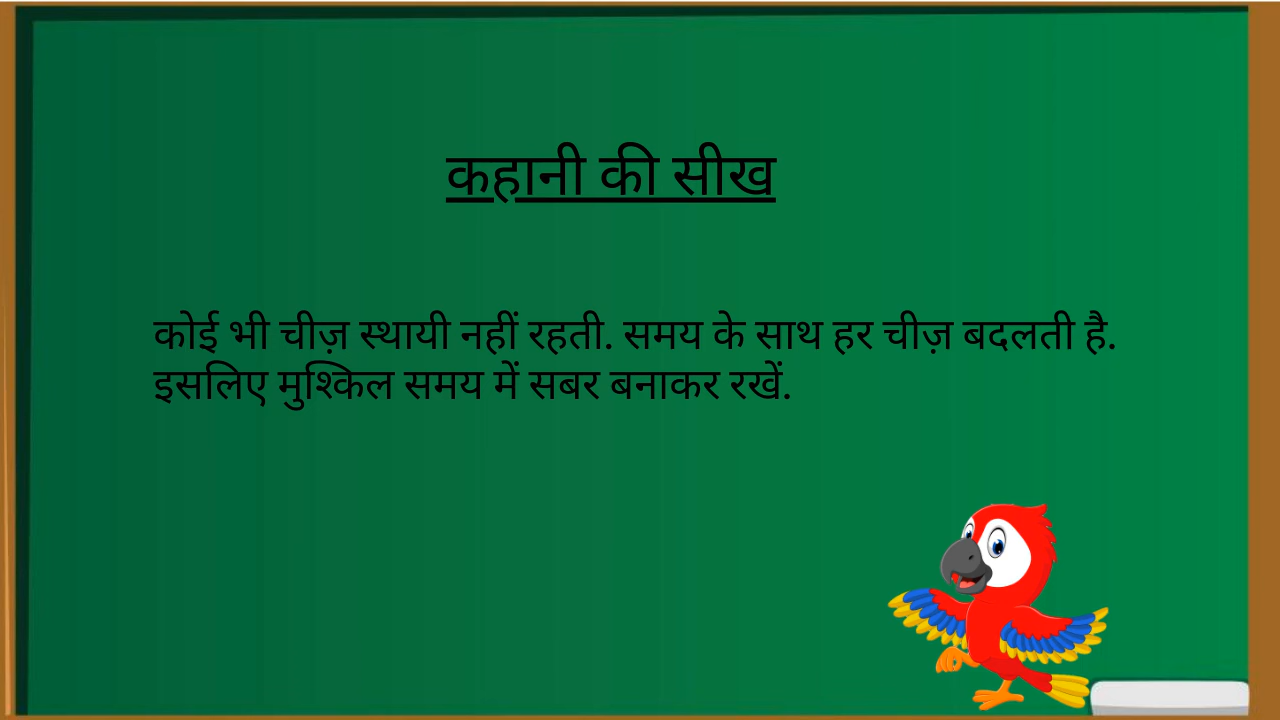 कहानी की सीख
कोई भी चीज़ स्थायी नहीं रहती. समय के साथ हर चीज़ बदलती है.
इसलिए मुश्किल समय में सबर बनाकर रखें.